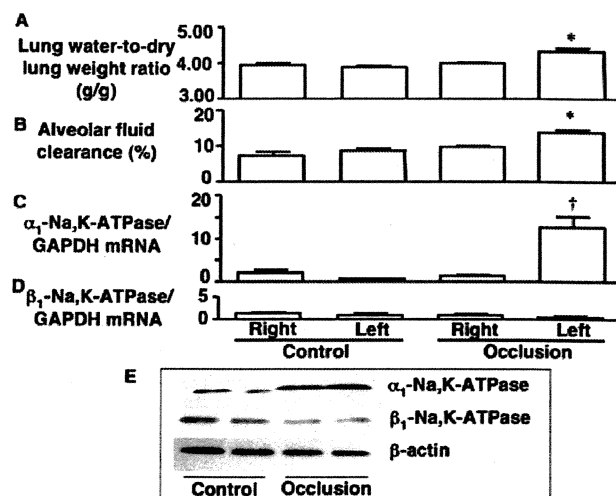 A
Lung water-to-dry
lung weight ratio
(g/g)
5.00
4.00
3.00
*
B
Alveolar fluid
clearance (%)
20
10
0
*
C
α₁-Na,K-ATPase/
GAPDH mRNA
20
10
0
†
D
β₁-Na,K-ATPase/
GAPDH mRNA
5
0
Right Left Right Left
Control Occlusion
E
α₁-Na,K-ATPase
β₁-Na,K-ATPase
β-actin
Control Occlusion